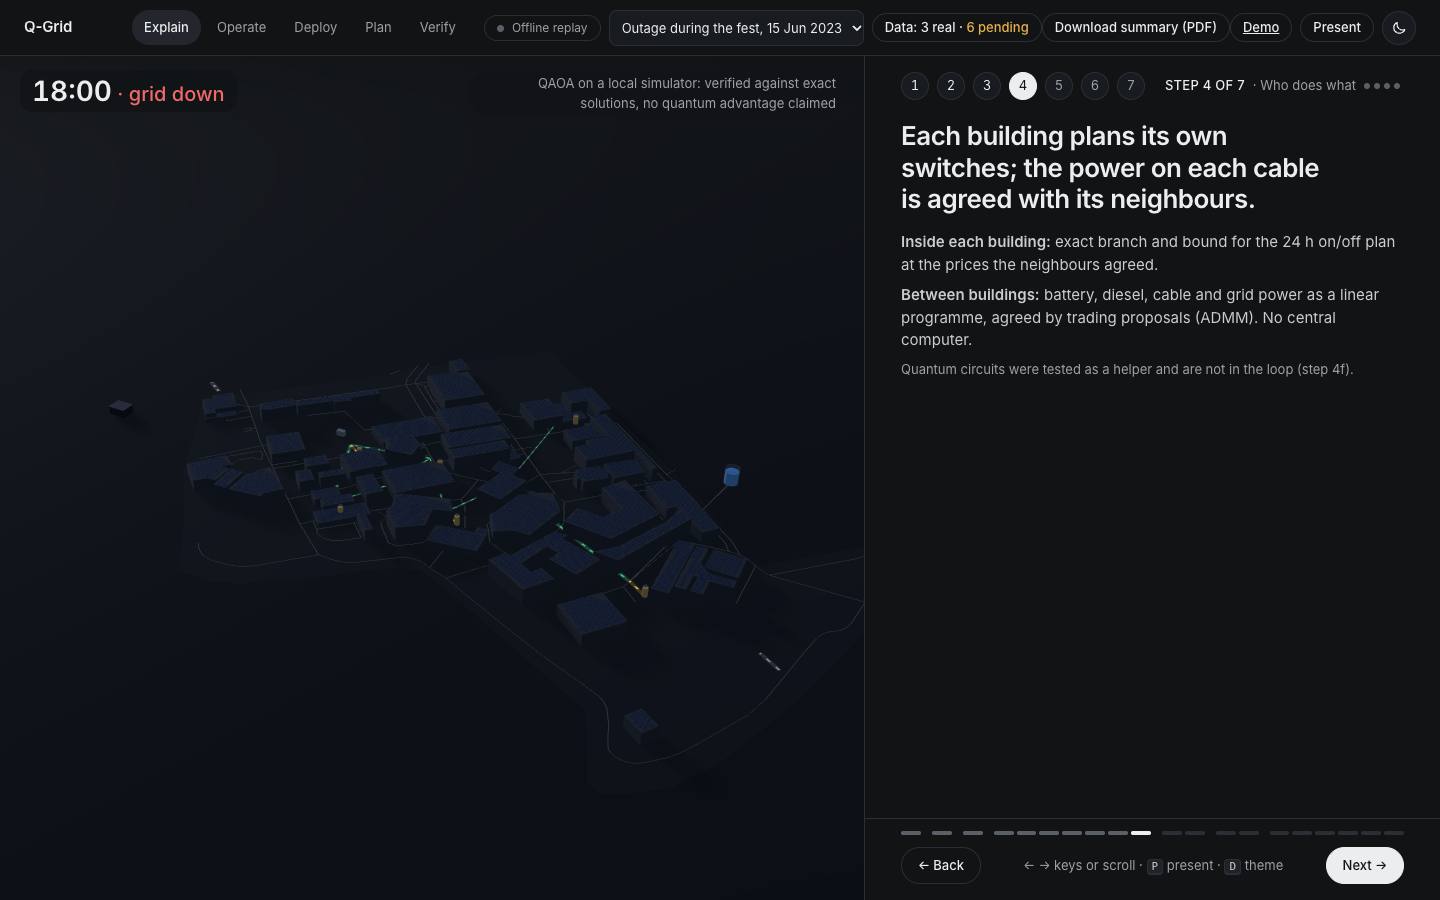 Q-Grid
Explain
Operate
Deploy
Plan
Verify
Offline replay
Outage during the fest, 15 Jun 2023
Data: 3 real · 6 pending
Download summary (PDF)
Demo
Present
18:00 · grid down
QAOA on a local simulator: verified against exact
solutions, no quantum advantage claimed
1 2 3 4 5 6 7
STEP 4 OF 7 · Who does what
Each building plans its own
switches; the power on each cable
is agreed with its neighbours.
Inside each building: exact branch and bound for the 24 h on/off plan
at the prices the neighbours agreed.
Between buildings: battery, diesel, cable and grid power as a linear
programme, agreed by trading proposals (ADMM). No central
computer.
Quantum circuits were tested as a helper and are not in the loop (step 4f).
← Back
← → keys or scroll · P present · D theme
Next →